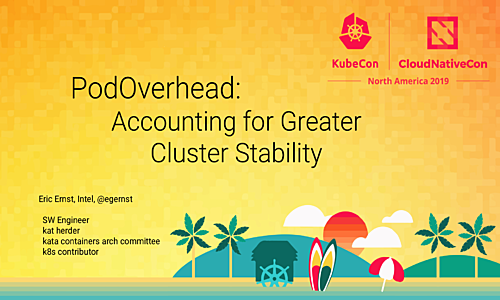 KubeCon
CloudNativeCon
North America 2019
PodOverhead:
Accounting for Greater
Cluster Stability
Eric Ernst, Intel, @egernst
SW Engineer
kat herder
kata containers arch committee
k8s contributor